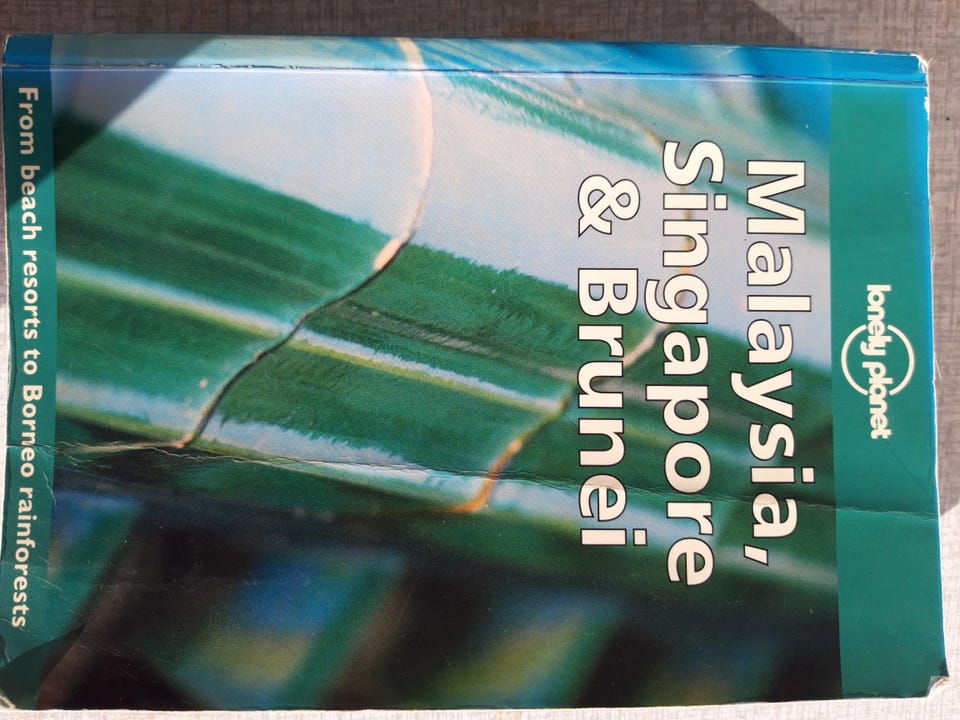 lonely planet
Malaysia,
Singapore
& Brunei
From beach resorts to Borneo rainforests